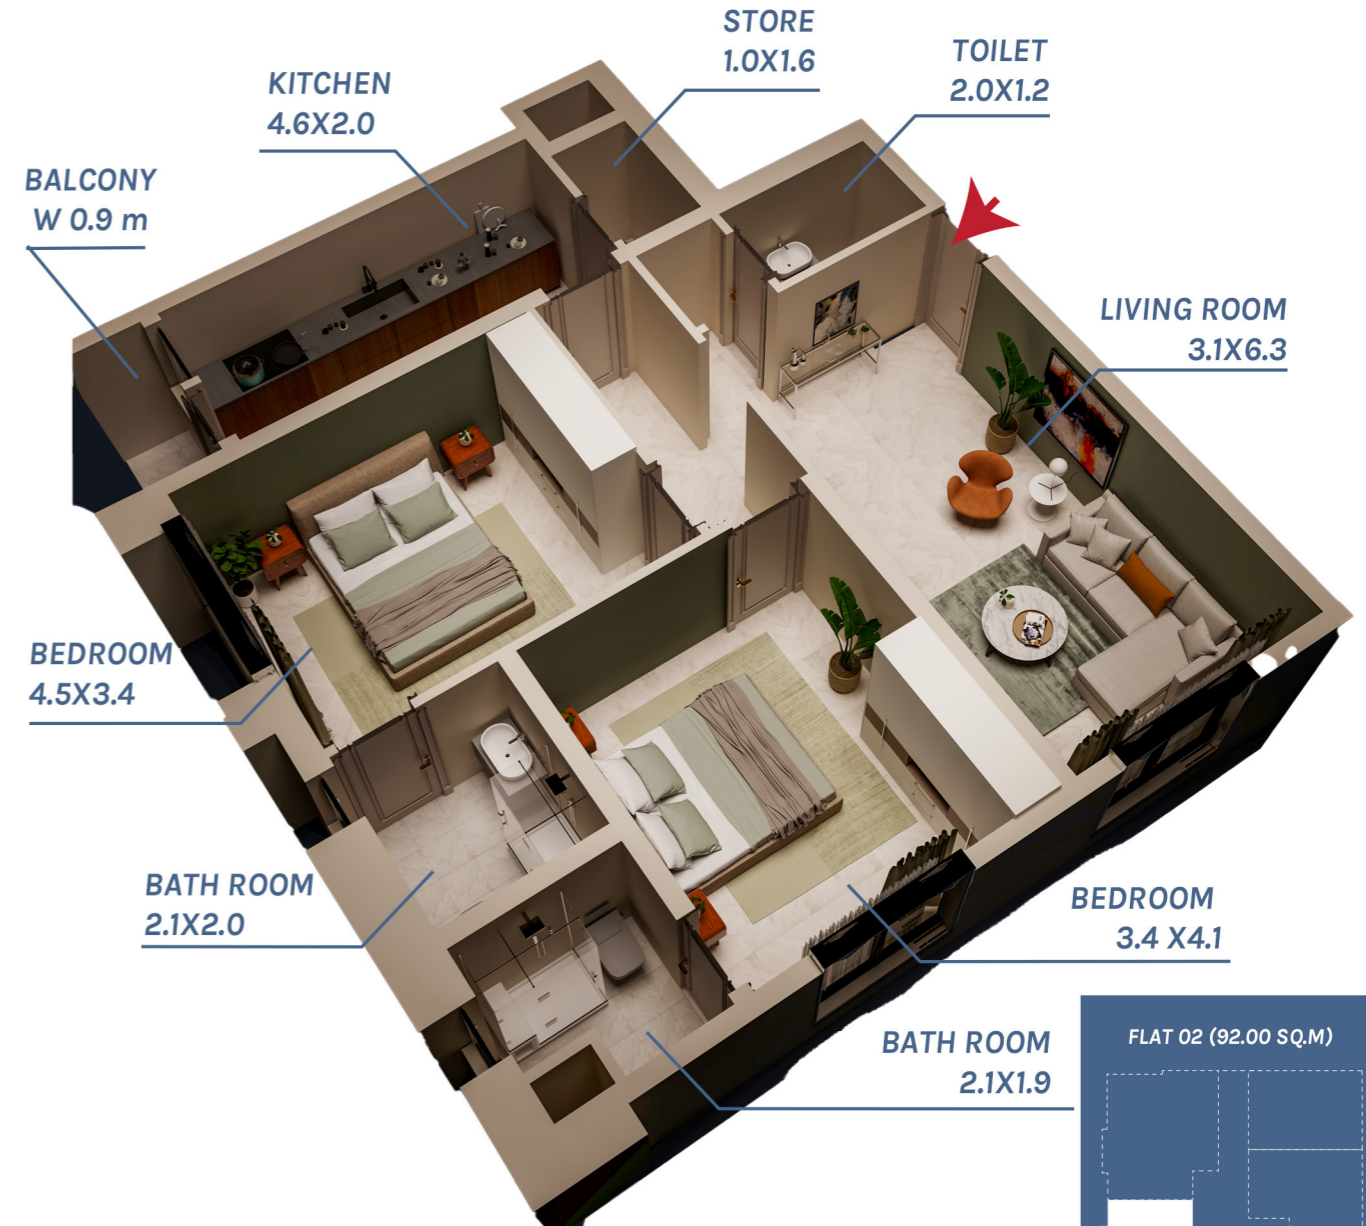 STORE
1.0X1.6
TOILET
2.0X1.2
KITCHEN
4.6X2.0
BALCONY
W 0.9 m
LIVING ROOM
3.1X6.3
BEDROOM
4.5X3.4
BATH ROOM
2.1X2.0
BEDROOM
3.4 X4.1
BATH ROOM
2.1X1.9
FLAT 02 (92.00 SQ.M)